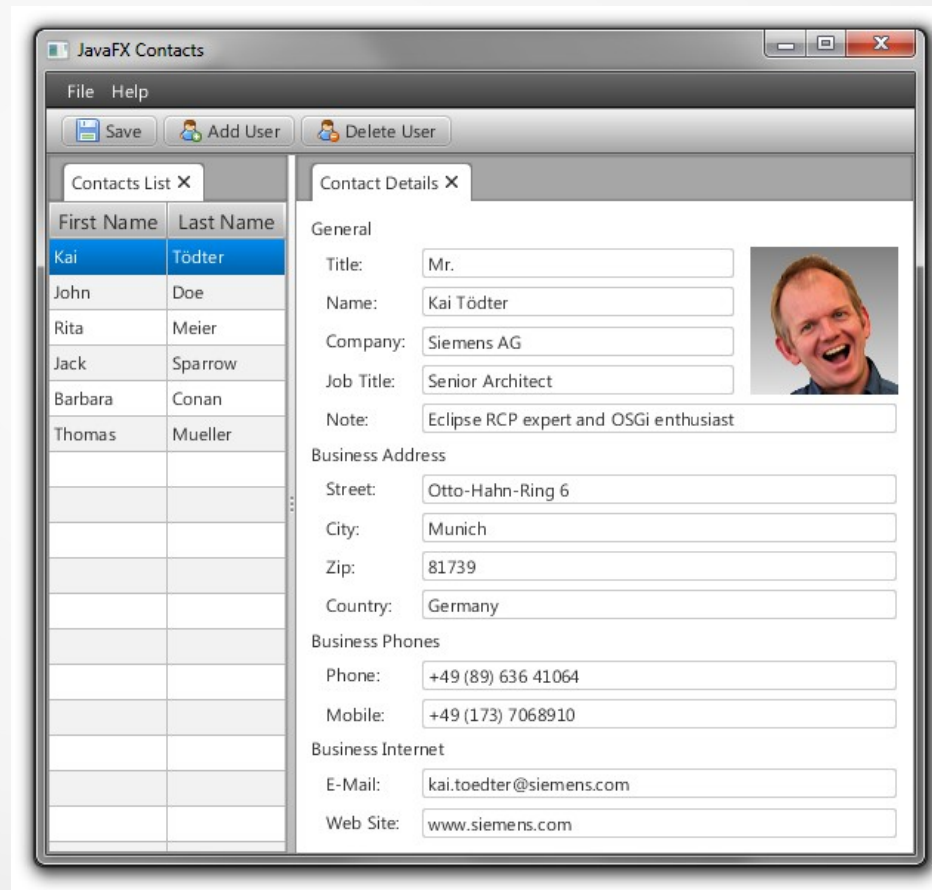 JavaFX Contacts
File Help
Save Add User Delete User
Contacts List Contact Details
First Name Last Name
Kai Tödter
John Doe
Rita Meier
Jack Sparrow
Barbara Conan
Thomas Mueller
General
Title: Mr.
Name: Kai Tödter
Company: Siemens AG
Job Title: Senior Architect
Note: Eclipse RCP expert and OSGi enthusiast
Business Address
Street: Otto-Hahn-Ring 6
City: Munich
Zip: 81739
Country: Germany
Business Phones
Phone: +49 (89) 636 41064
Mobile: +49 (173) 7068910
Business Internet
E-Mail: kai.toedter@siemens.com
Web Site: www.siemens.com